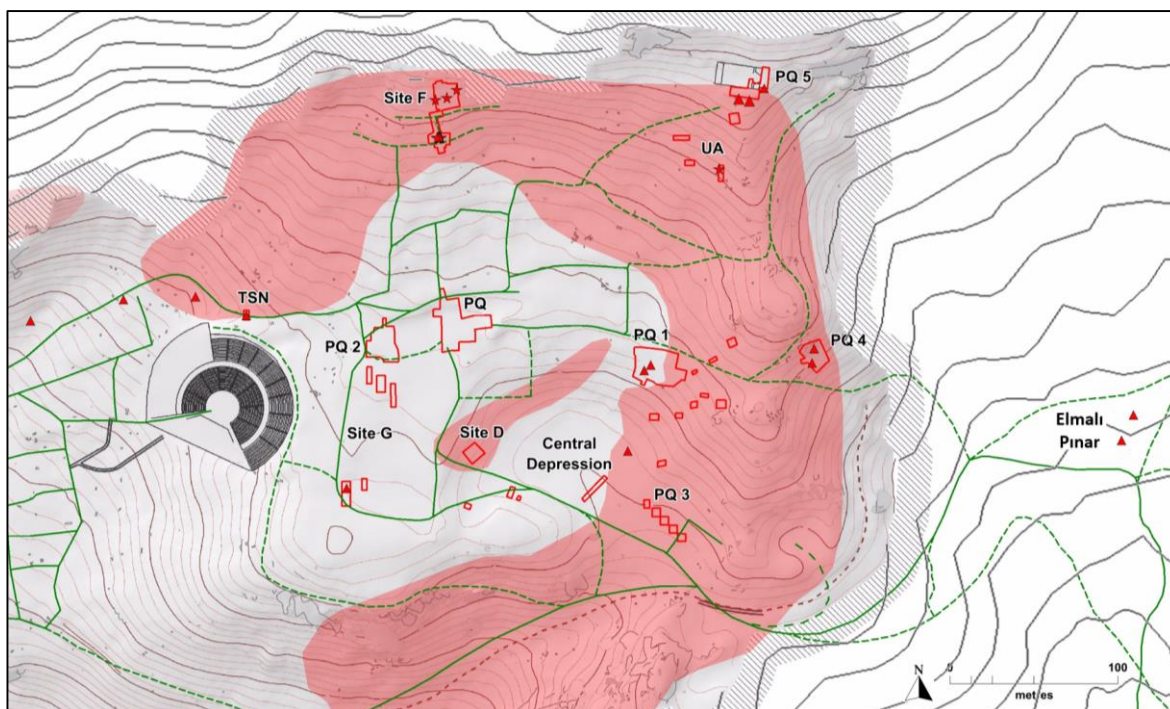 PQ 5
Site F
UA
TSN
PQ
PQ 2
PQ 1
PQ 4
Elmalı
Pınar
Site G
Site D
Central
Depression
PQ 3
N
0 100
metres